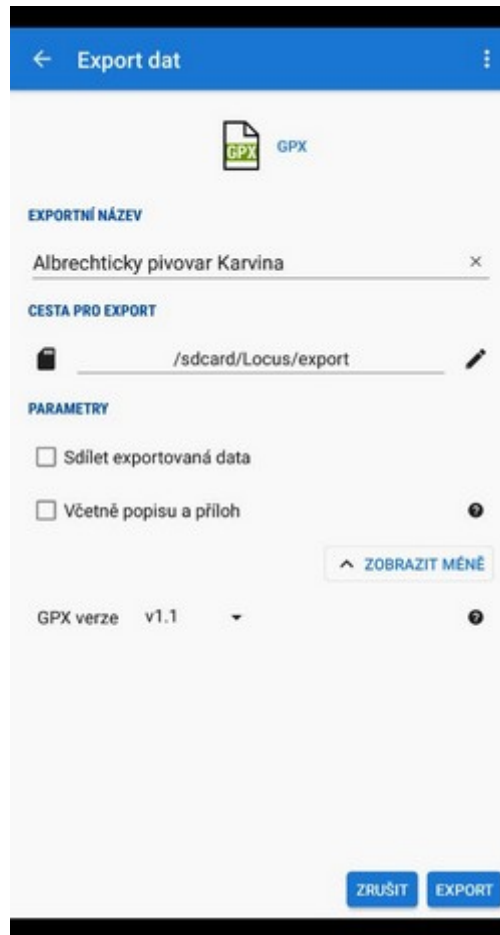 Export dat
GPX GPX
EXPORTNÍ NÁZEV
Albrechticky pivovar Karvina
CESTA PRO EXPORT
/sdcard/Locus/export
PARAMETRY
Sdílet exportovaná data
Včetně popisu a příloh
ZOBRAZIT MÉNĚ
GPX verze v1.1
ZRUŠIT EXPORT